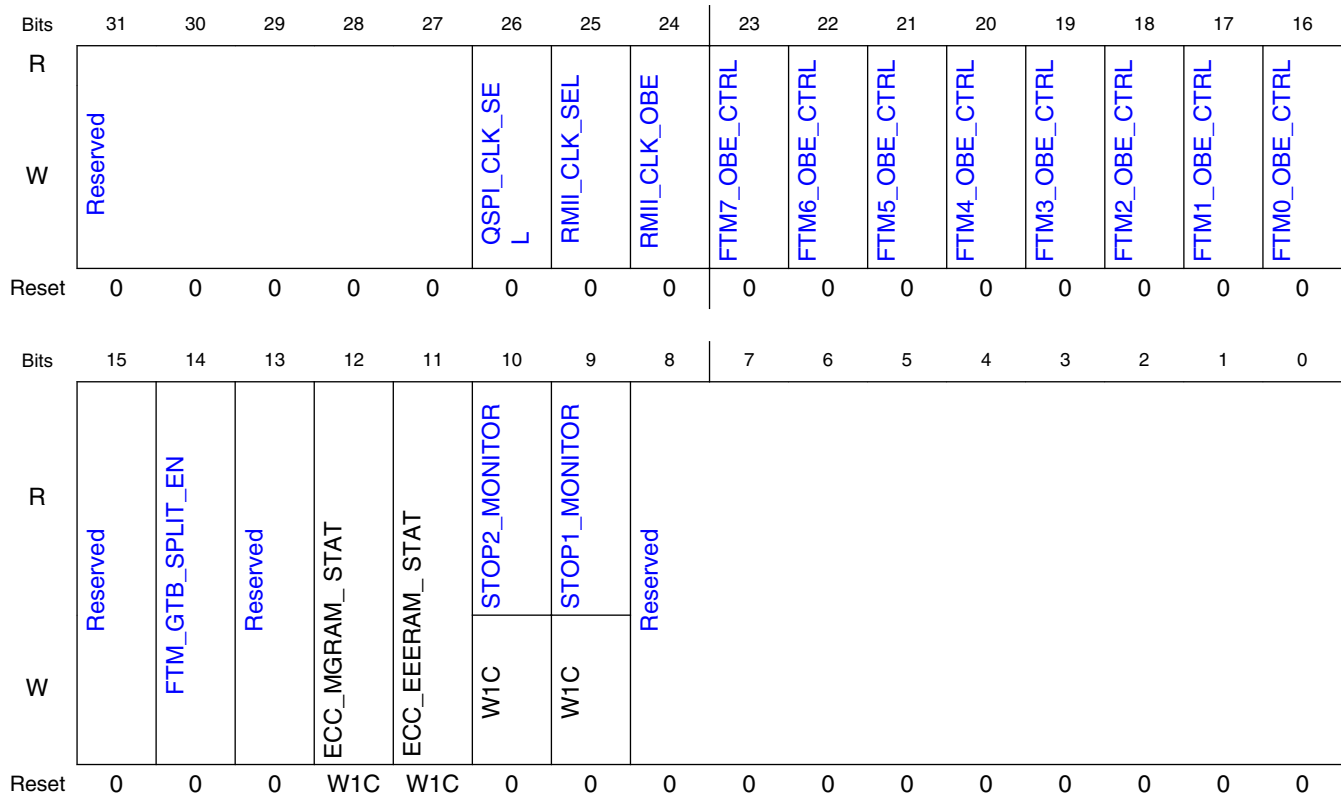 Bits 31 30 29 28 27 26 25 24 23 22 21 20 19 18 17 16
R
W
Reserved
QSPI_CLK_SE
L
RMII_CLK_SEL
RMII_CLK_OBE
FTM7_OBE_CTRL
FTM6_OBE_CTRL
FTM5_OBE_CTRL
FTM4_OBE_CTRL
FTM3_OBE_CTRL
FTM2_OBE_CTRL
FTM1_OBE_CTRL
FTM0_OBE_CTRL
Reset 0 0 0 0 0 0 0 0 0 0 0 0 0 0 0 0
Bits 15 14 13 12 11 10 9 8 7 6 5 4 3 2 1 0
R
Reserved
FTM_GTB_SPLIT_EN
Reserved
ECC_MGRAM_ STAT
ECC_EEERAM_ STAT
STOP2_MONITOR
STOP1_MONITOR
Reserved
W
W1C
W1C
Reset 0 0 0 W1C W1C 0 0 0 0 0 0 0 0 0 0 0